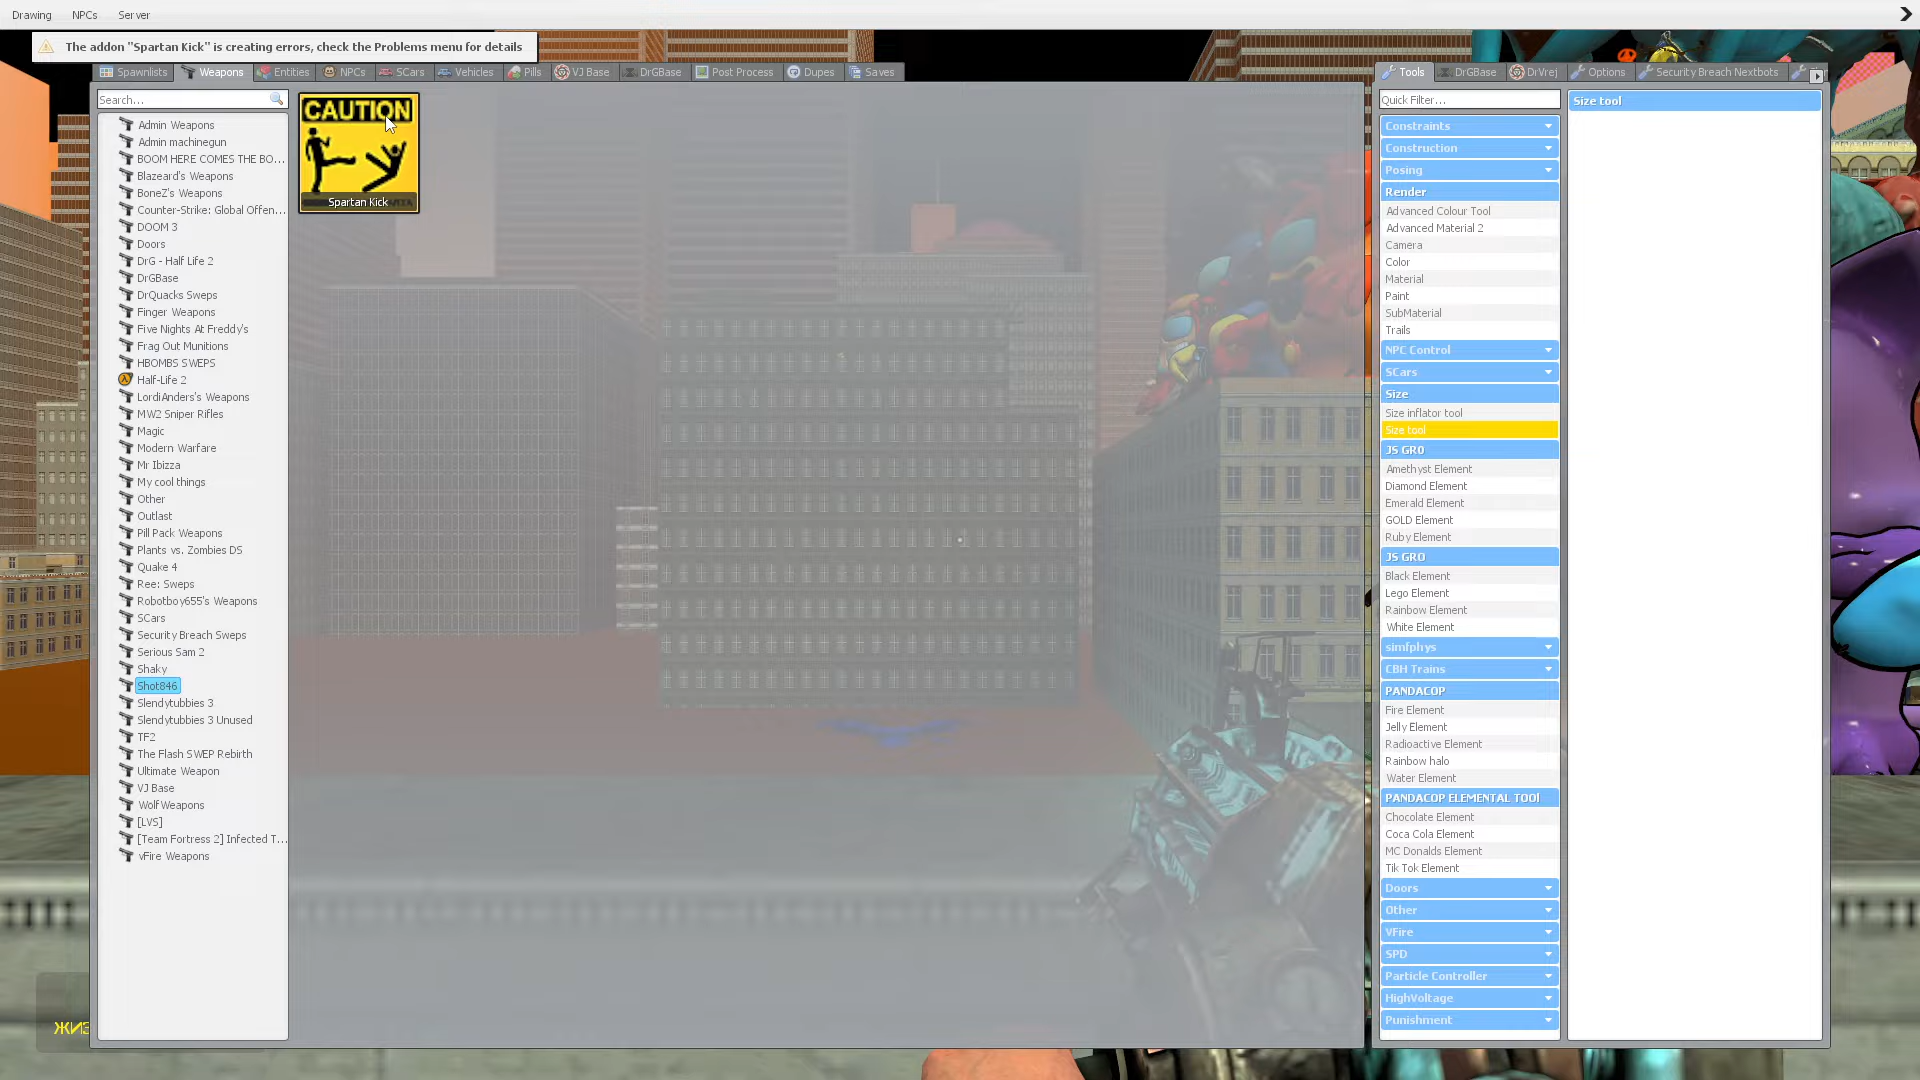 Drawing NPCs Server
The addon "Spartan Kick" is creating errors, check the Problems menu for details
Spawnlists Weapons Entities NPCs SCars Vehicles Pills VJ Base DrGBase Post Process Dupes Saves
Search...
Admin Weapons
Admin machinegun
BOOM HERE COMES THE BO...
Blazeard's Weapons
BoneZ's Weapons
Counter-Strike: Global Offen...
DOOM 3
Doors
DrG - Half Life 2
DrGBase
DrQuacks Sweps
Finger Weapons
Five Nights At Freddy's
Frag Out Munitions
HBOMBS SWEPS
Half-Life 2
LordiAnders's Weapons
MW2 Sniper Rifles
Magic
Modern Warfare
Mr Ibizza
My cool things
Other
Outlast
Pill Pack Weapons
Plants vs. Zombies DS
Quake 4
Ree: Sweps
Robotboy655's Weapons
SCars
Security Breach Sweps
Serious Sam 2
Shaky
Shot846
Slendytubbies 3
Slendytubbies 3 Unused
TF2
The Flash SWEP Rebirth
Ultimate Weapon
VJ Base
Wolf Weapons
[LVS]
[Team Fortress 2] Infected T...
vFire Weapons
CAUTION
Spartan Kick
ЖИЗ
Tools DrGBase DrVrej Options Security Breach Nextbots
Quick Filter...
Constraints
Construction
Posing
Render
Advanced Colour Tool
Advanced Material 2
Camera
Color
Material
Paint
SubMaterial
Trails
NPC Control
SCars
Size
Size inflator tool
Size tool
JS GRO
Amethyst Element
Diamond Element
Emerald Element
GOLD Element
Ruby Element
JS GRO
Black Element
Lego Element
Rainbow Element
White Element
simfphys
CBH Trains
PANDACOP
Fire Element
Jelly Element
Radioactive Element
Rainbow halo
Water Element
PANDACOP ELEMENTAL TOOl
Chocolate Element
Coca Cola Element
MC Donalds Element
Tik Tok Element
Doors
Other
VFire
SPD
Particle Controller
HighVoltage
Punishment
Size tool